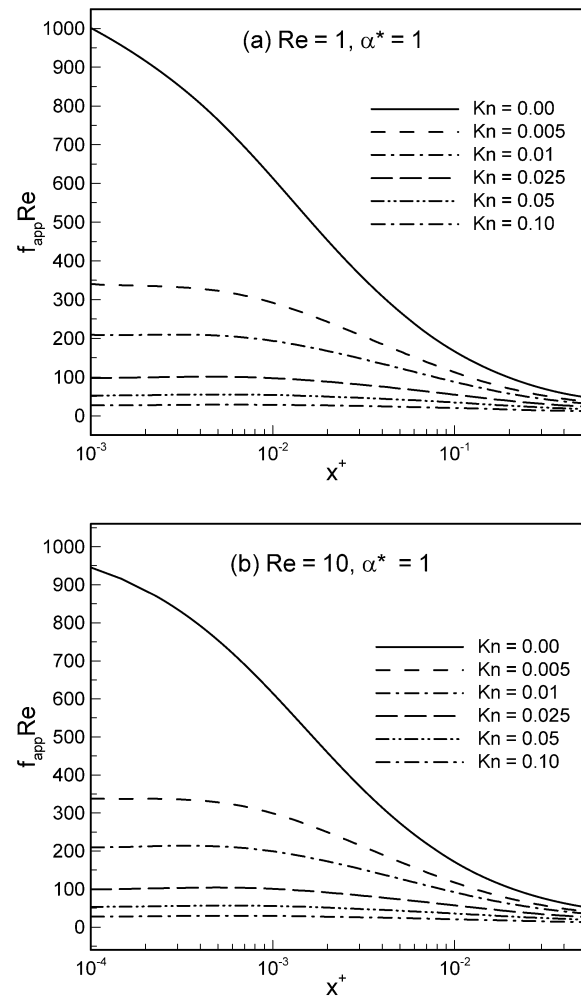 (a) Re = 1, α* = 1
f_app Re
1000
900
800
700
600
500
400
300
200
100
0
Kn = 0.00
Kn = 0.005
Kn = 0.01
Kn = 0.025
Kn = 0.05
Kn = 0.10
10⁻³
10⁻²
10⁻¹
x⁺
(b) Re = 10, α* = 1
f_app Re
1000
900
800
700
600
500
400
300
200
100
0
Kn = 0.00
Kn = 0.005
Kn = 0.01
Kn = 0.025
Kn = 0.05
Kn = 0.10
10⁻⁴
10⁻³
10⁻²
x⁺